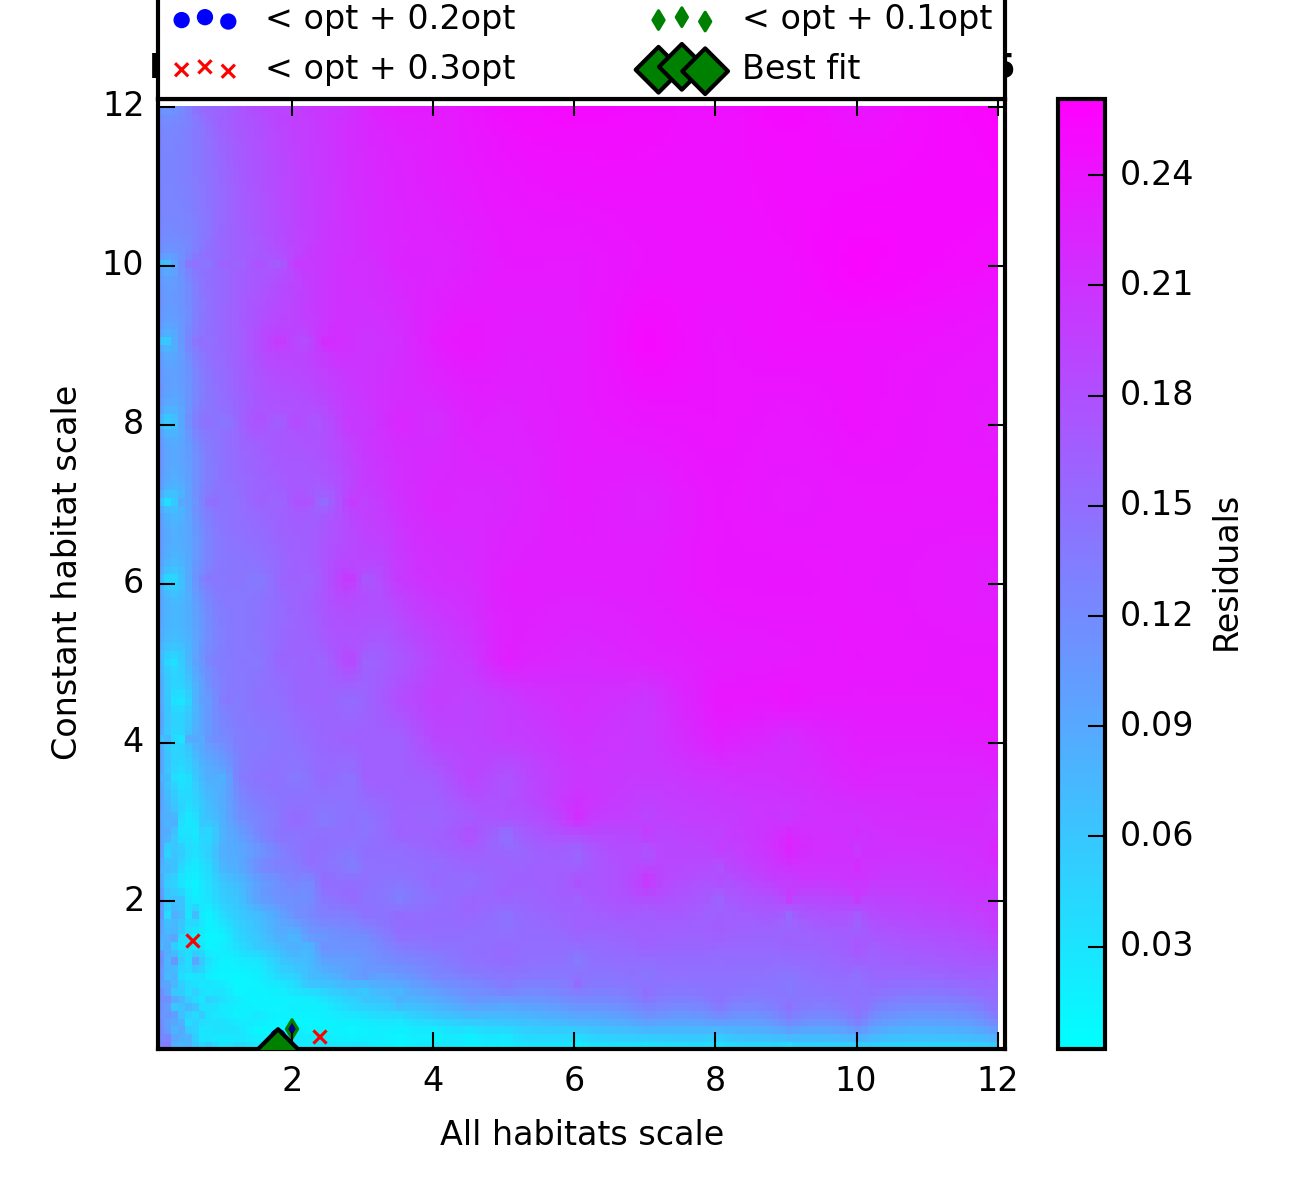 < opt + 0.2opt
< opt + 0.1opt
< opt + 0.3opt
Best fit
12
10
8
6
4
2
Constant habitat scale
2
4
6
8
10
12
All habitats scale
0.24
0.21
0.18
0.15
0.12
0.09
0.06
0.03
Residuals